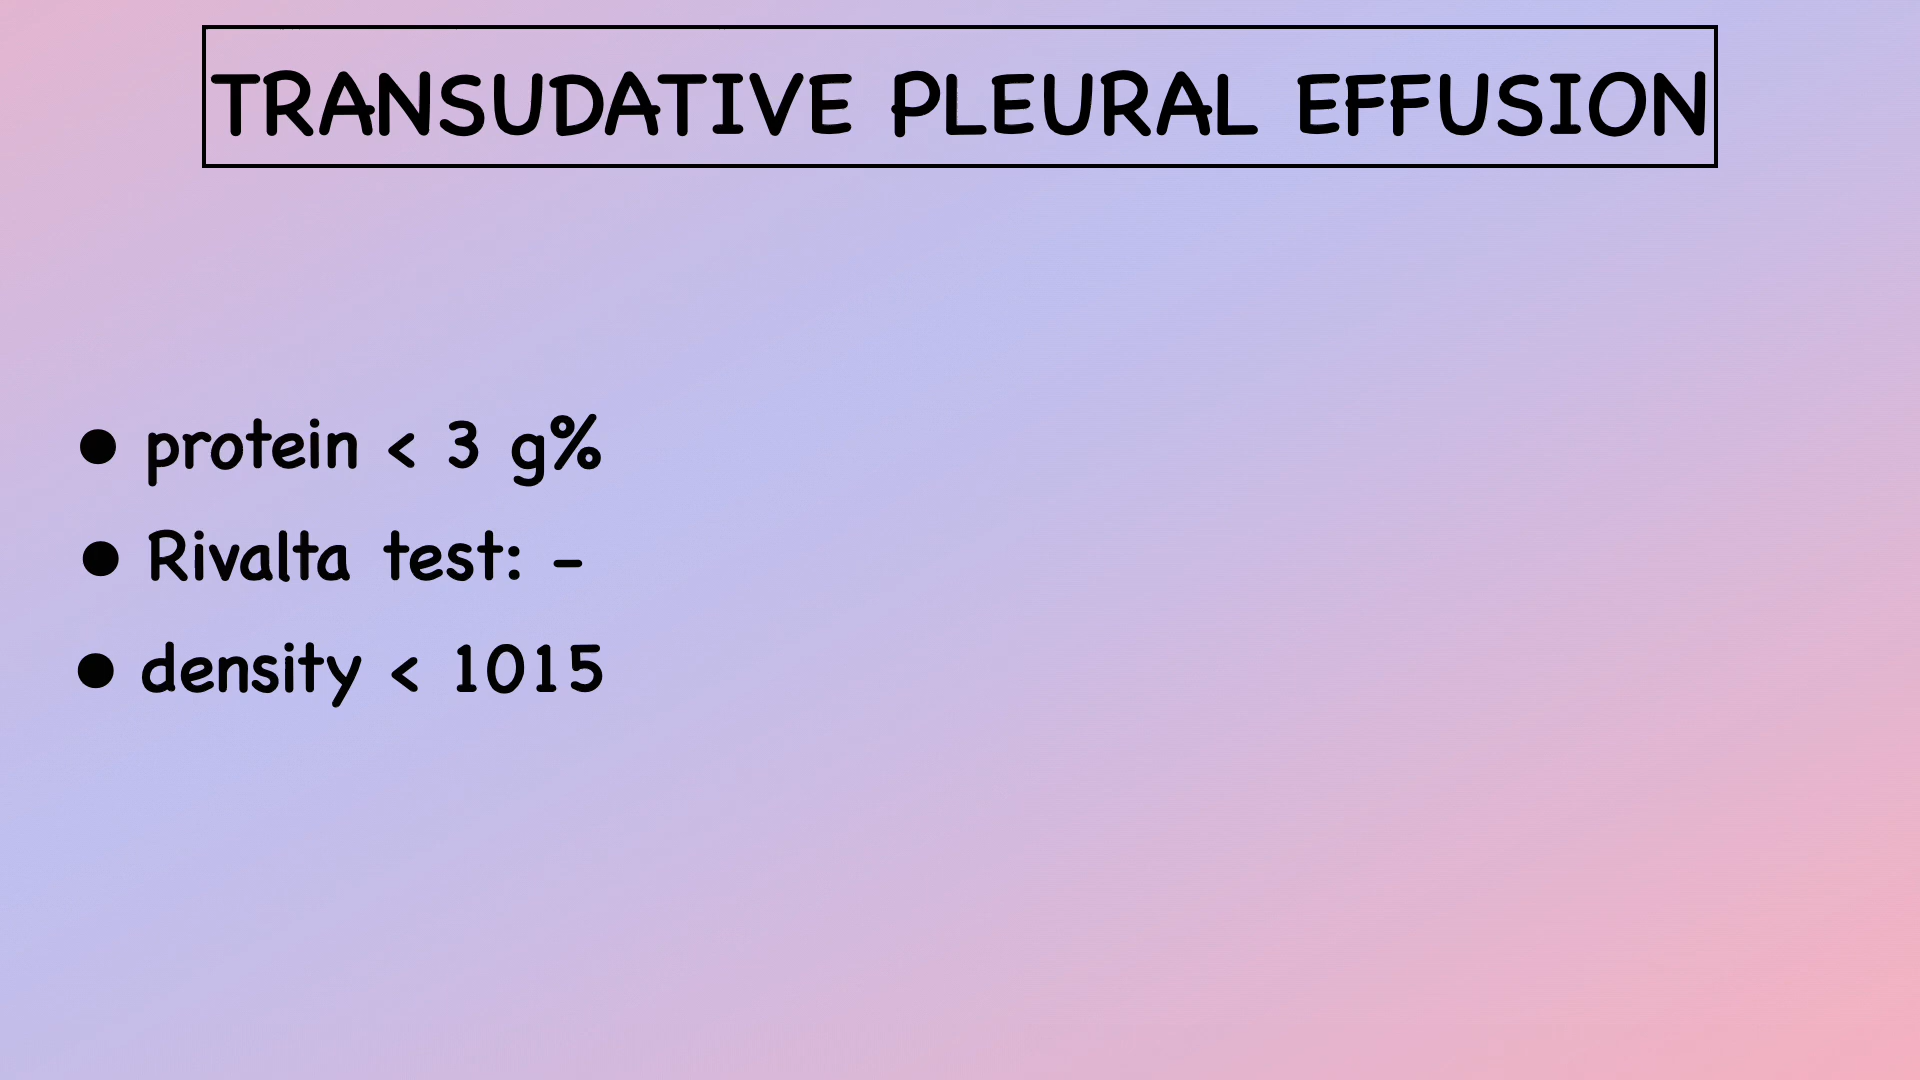 TRANSUDATIVE PLEURAL EFFUSION
● protein < 3 g%
● Rivalta test: -
● density < 1015